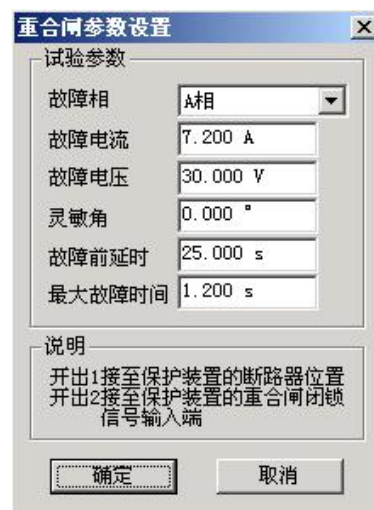 重合闸参数设置
试验参数
故障相 A相
故障电流 7.200 A
故障电压 30.000 V
灵敏角 0.000 °
故障前延时 25.000 s
最大故障时间 1.200 s
说明
开出1接至保护装置的断路器位置
开出2接至保护装置的重合闸闭锁
信号输入端
确定 取消